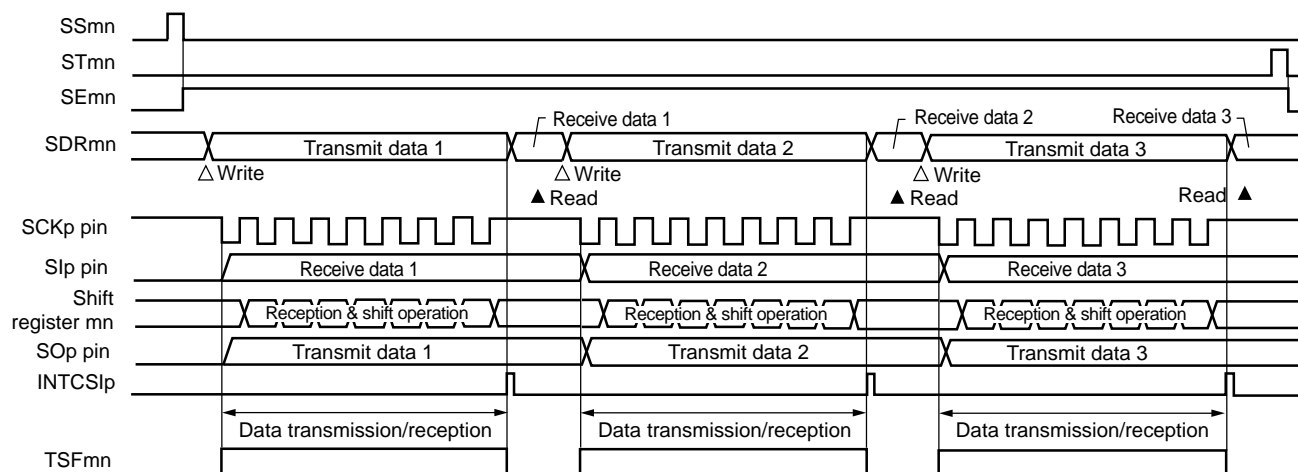 SSmn
STmn
SEmn
Receive data 1
Receive data 2
Receive data 3
SDRmn
Transmit data 1
Transmit data 2
Transmit data 3
△ Write
△ Write
△ Write
▲ Read
▲ Read
Read ▲
SCKp pin
SIp pin
Receive data 1
Receive data 2
Receive data 3
Shift
register mn
Reception & shift operation
Reception & shift operation
Reception & shift operation
SOp pin
Transmit data 1
Transmit data 2
Transmit data 3
INTCSIp
Data transmission/reception
Data transmission/reception
Data transmission/reception
TSFmn